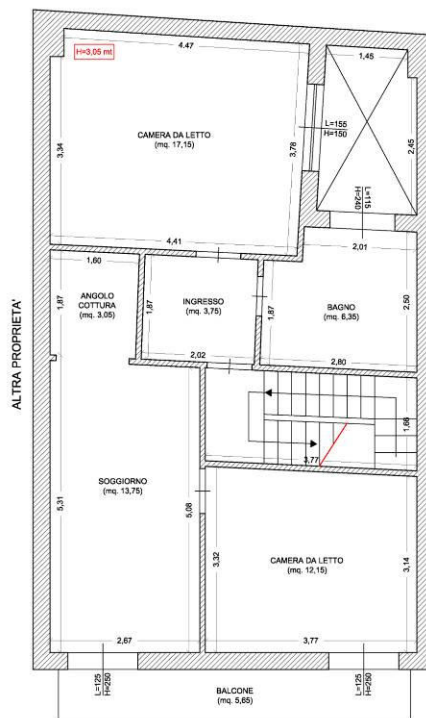 H=3,05 mt
4.47
1,45
CAMERA DA LETTO
(mq. 17,15)
L=155
H=150
3,34
3,78
2,45
L=115
H=240
4,41
2,01
1,60
1,87
ANGOLO
COTTURA
(mq. 3,05)
1,87
INGRESSO
(mq. 3,75)
1,87
BAGNO
(mq. 6,35)
2,50
2,02
2,80
ALTRA PROPRIETA'
1,66
3,77
SOGGIORNO
(mq. 13,75)
5,31
5,08
3,32
CAMERA DA LETTO
(mq. 12,15)
3,14
2,67
3,77
L=125
H=250
L=125
H=250
BALCONE
(mq. 5,65)